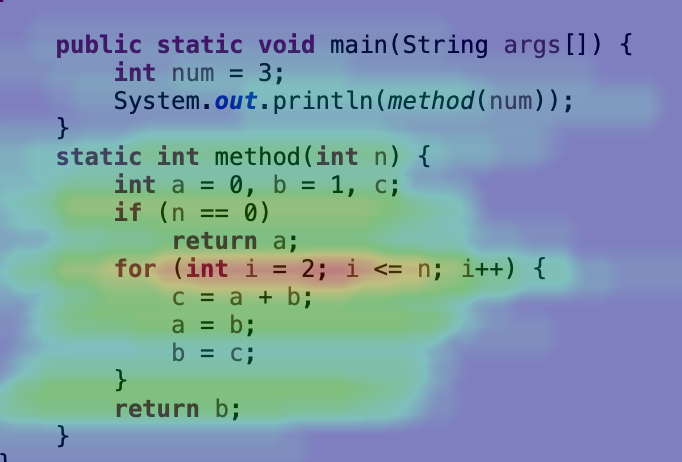 public static void main(String args[]) {
int num = 3;
System.out.println(method(num));
}
static int method(int n) {
int a = 0, b = 1, c;
if (n == 0)
return a;
for (int i = 2; i <= n; i++) {
c = a + b;
a = b;
b = c;
}
return b;
}
}